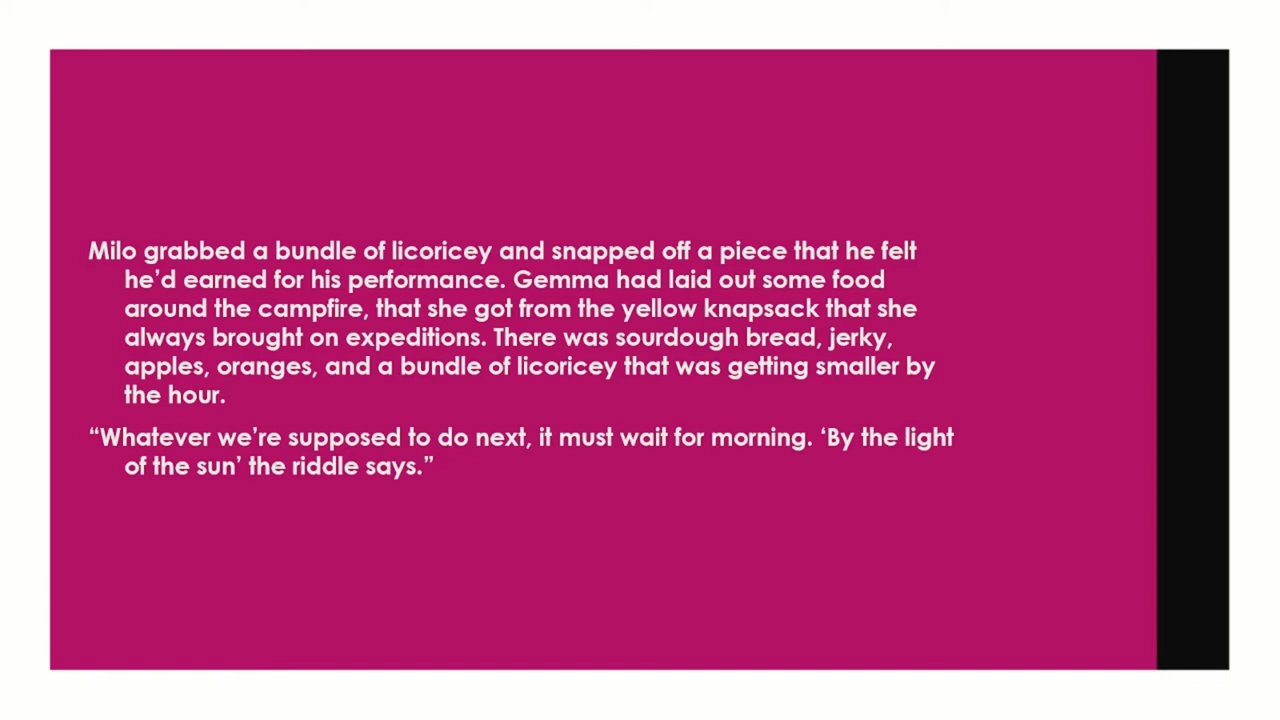 Milo grabbed a bundle of licoricey and snapped off a piece that he felt
he’d earned for his performance. Gemma had laid out some food
around the campfire, that she got from the yellow knapsack that she
always brought on expeditions. There was sourdough bread, jerky,
apples, oranges, and a bundle of licoricey that was getting smaller by
the hour.
“Whatever we’re supposed to do next, it must wait for morning. ‘By the light
of the sun’ the riddle says.”